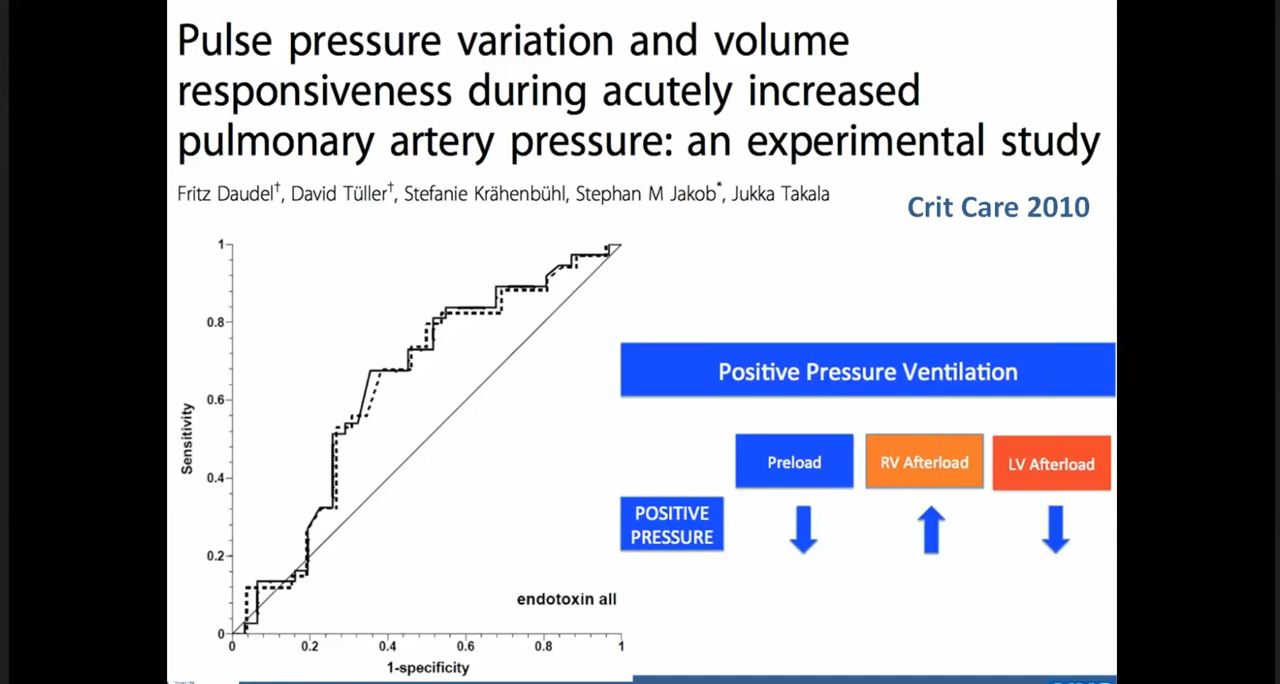 Pulse pressure variation and volume
responsiveness during acutely increased
pulmonary artery pressure: an experimental study
Fritz Daudel†, David Tüller†, Stefanie Krähenbühl, Stephan M Jakob*, Jukka Takala
Crit Care 2010
1
0.8
0.6
0.4
0.2
0
Sensitivity
0 0.2 0.4 0.6 0.8 1
1-specificity
endotoxin all
Positive Pressure Ventilation
Preload
RV Afterload
LV Afterload
POSITIVE
PRESSURE